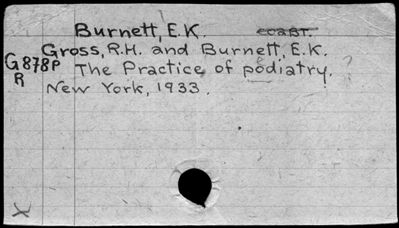 Burnett, E.K.
Gross, R.H. and Burnett, E.K.
G878P The Practice of podiatry.
R New York, 1933.
X